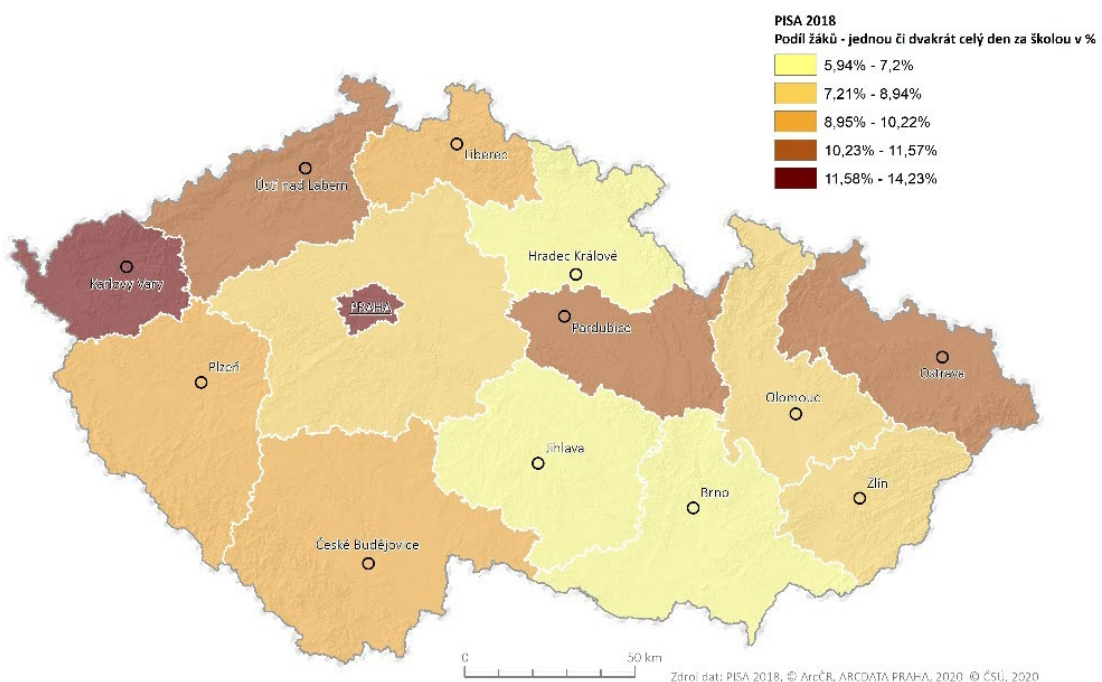 PISA 2018
Podíl žáků - jednou či dvakrát celý den za školou v %
5,94% - 7,2%
7,21% - 8,94%
8,95% - 10,22%
10,23% - 11,57%
11,58% - 14,23%
Liberec
Ústí nad Labem
Hradec Králové
Karlovy Vary
PRAHA
Pardubice
Ostrava
Plzeň
Olomouc
Jihlava
Zlín
Brno
České Budějovice
0 50 km
Zdroj dat: PISA 2018, © ArcČR, ARCDATA PRAHA, 2020 © ČSÚ, 2020